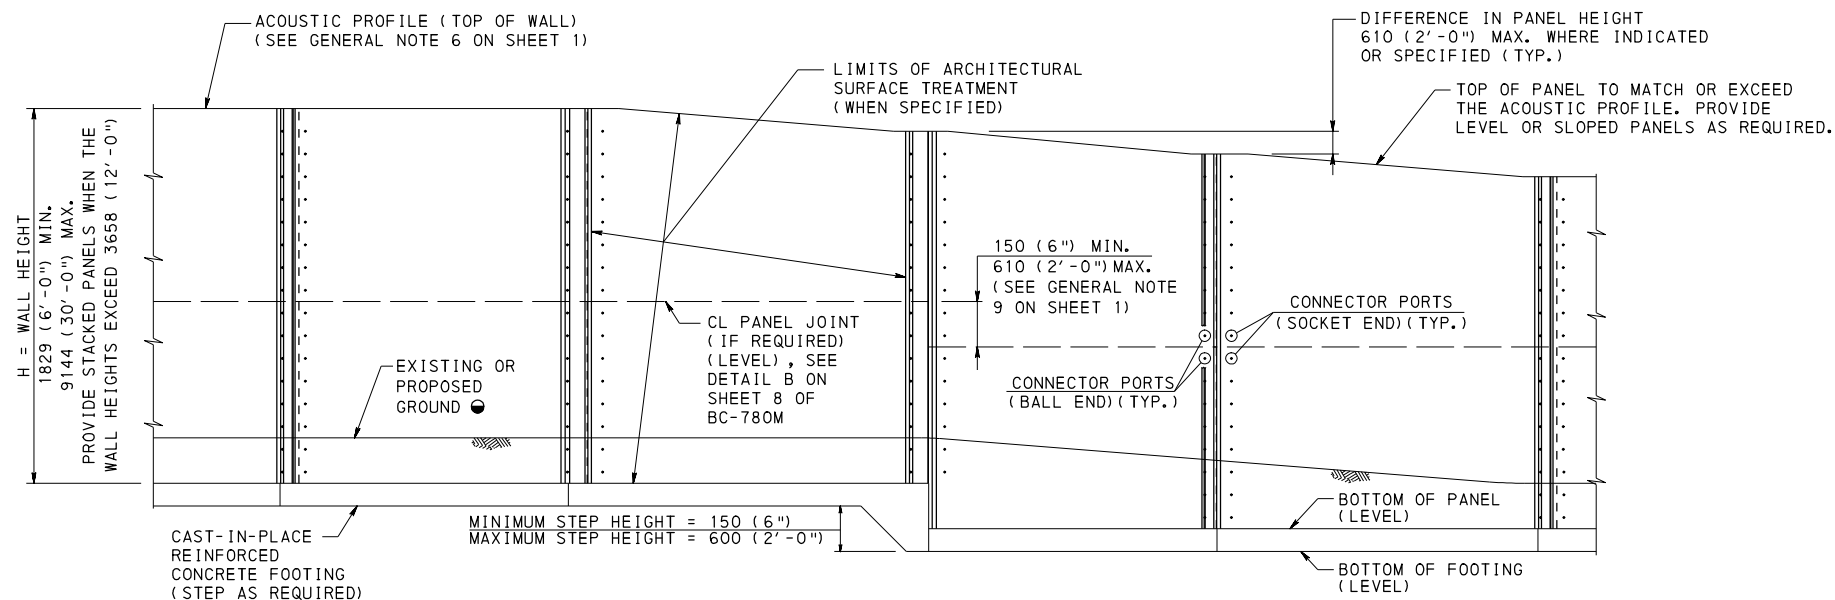 ACOUSTIC PROFILE (TOP OF WALL)
(SEE GENERAL NOTE 6 ON SHEET 1)
LIMITS OF ARCHITECTURAL
SURFACE TREATMENT
(WHEN SPECIFIED)
DIFFERENCE IN PANEL HEIGHT
610 (2'-0") MAX. WHERE INDICATED
OR SPECIFIED (TYP.)
TOP OF PANEL TO MATCH OR EXCEED
THE ACOUSTIC PROFILE. PROVIDE
LEVEL OR SLOPED PANELS AS REQUIRED.
H = WALL HEIGHT
1829 (6'-0") MIN.
9144 (30'-0") MAX.
PROVIDE STACKED PANELS WHEN THE
WALL HEIGHTS EXCEED 3658 (12'-0")
150 (6") MIN.
610 (2'-0") MAX.
(SEE GENERAL NOTE
9 ON SHEET 1)
CONNECTOR PORTS
(SOCKET END) (TYP.)
CL PANEL JOINT
(IF REQUIRED)
(LEVEL), SEE
DETAIL B ON
SHEET 8 OF
BC-780M
EXISTING OR
PROPOSED
GROUND
CONNECTOR PORTS
(BALL END) (TYP.)
BOTTOM OF PANEL
(LEVEL)
MINIMUM STEP HEIGHT = 150 (6")
MAXIMUM STEP HEIGHT = 600 (2'-0")
CAST-IN-PLACE
REINFORCED
CONCRETE FOOTING
(STEP AS REQUIRED)
BOTTOM OF FOOTING
(LEVEL)